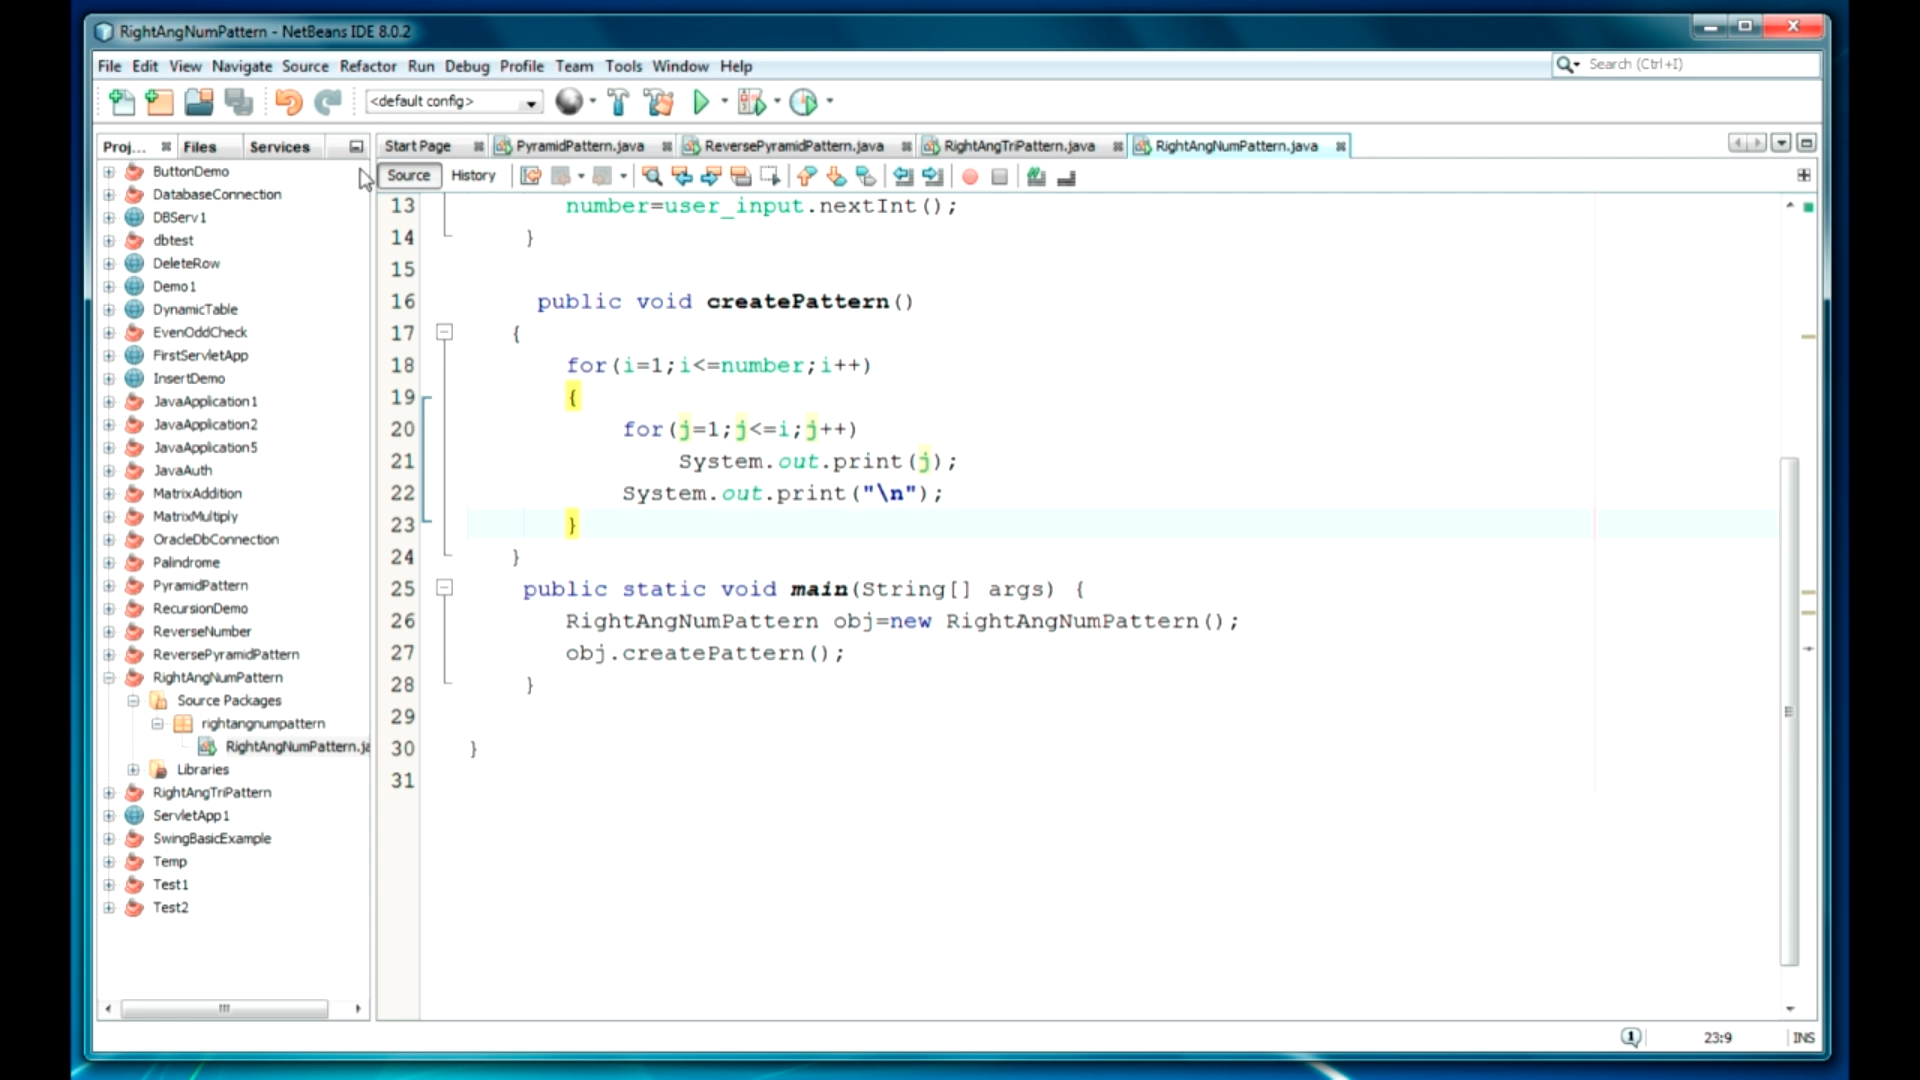 RightAngNumPattern - NetBeans IDE 8.0.2
File Edit View Navigate Source Refactor Run Debug Profile Team Tools Window Help
Search (Ctrl+I)
<default config>
Proj... Files Services
Start Page PyramidPattern.java ReversePyramidPattern.java RightAngTriPattern.java RightAngNumPattern.java
Source History
ButtonDemo
DatabaseConnection
DBServ1
dbtest
DeleteRow
Demo1
DynamicTable
EvenOddCheck
FirstServletApp
InsertDemo
JavaApplication1
JavaApplication2
JavaApplication5
JavaAuth
MatrixAddition
MatrixMultiply
OracleDbConnection
Palindrome
PyramidPattern
RecursionDemo
ReverseNumber
ReversePyramidPattern
RightAngNumPattern
Source Packages
rightangnumpattern
RightAngNumPattern.ja
Libraries
RightAngTriPattern
ServletApp1
SwingBasicExample
Temp
Test1
Test2
13 number=user_input.nextInt();
14 }
15
16 public void createPattern()
17 {
18 for(i=1;i<=number;i++)
19 {
20 for(j=1;j<=i;j++)
21 System.out.print(j);
22 System.out.print("\n");
23 }
24 }
25 public static void main(String[] args) {
26 RightAngNumPattern obj=new RightAngNumPattern();
27 obj.createPattern();
28 }
29
30 }
31
1 23:9 INS